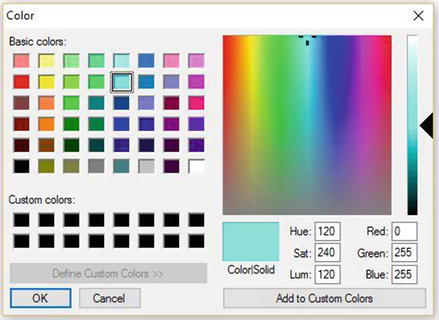 Color
Basic colors:
Custom colors:
Define Custom Colors >>
OK Cancel
Color|Solid
Hue: 120 Red: 0
Sat: 240 Green: 255
Lum: 120 Blue: 255
Add to Custom Colors